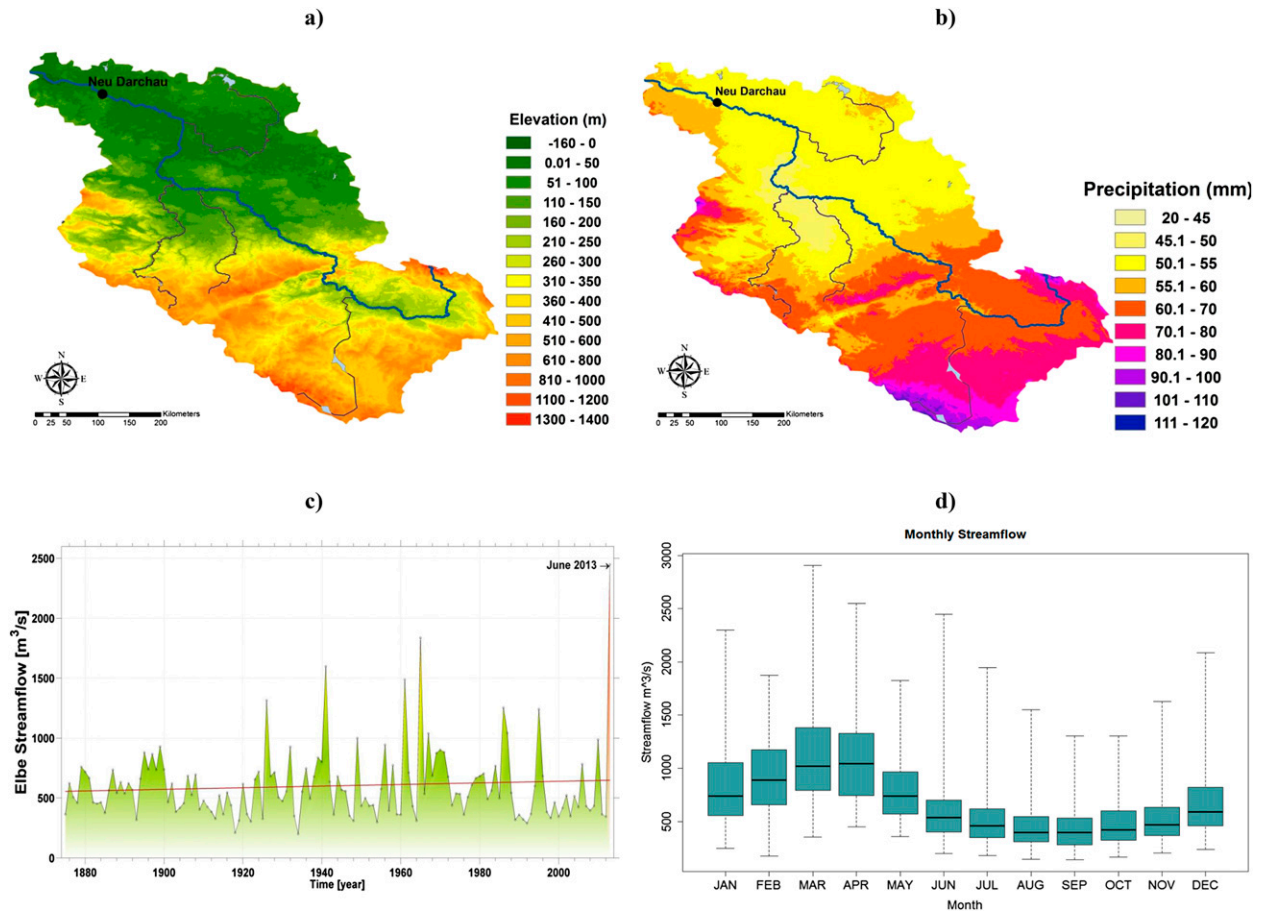 a)
Neu Darchau
Elevation (m)
-160 - 0
0.01 - 50
51 - 100
110 - 150
160 - 200
210 - 250
260 - 300
310 - 350
360 - 400
410 - 500
510 - 600
610 - 800
810 - 1000
1100 - 1200
1300 - 1400
N
W E
S
Kilometers
0 25 50 100 150 200
b)
Neu Darchau
Precipitation (mm)
20 - 45
45.1 - 50
50.1 - 55
55.1 - 60
60.1 - 70
70.1 - 80
80.1 - 90
90.1 - 100
101 - 110
111 - 120
N
W E
S
Kilometers
0 25 50 100 150 200
c)
Elbe Streamflow [m³/s]
2500
2000
1500
1000
500
0
June 2013
1880 1900 1920 1940 1960 1980 2000
Time [year]
d)
Monthly Streamflow
Streamflow m^3/s)
3000
2500
2000
1500
1000
500
JAN FEB MAR APR MAY JUN JUL AUG SEP OCT NOV DEC
Month